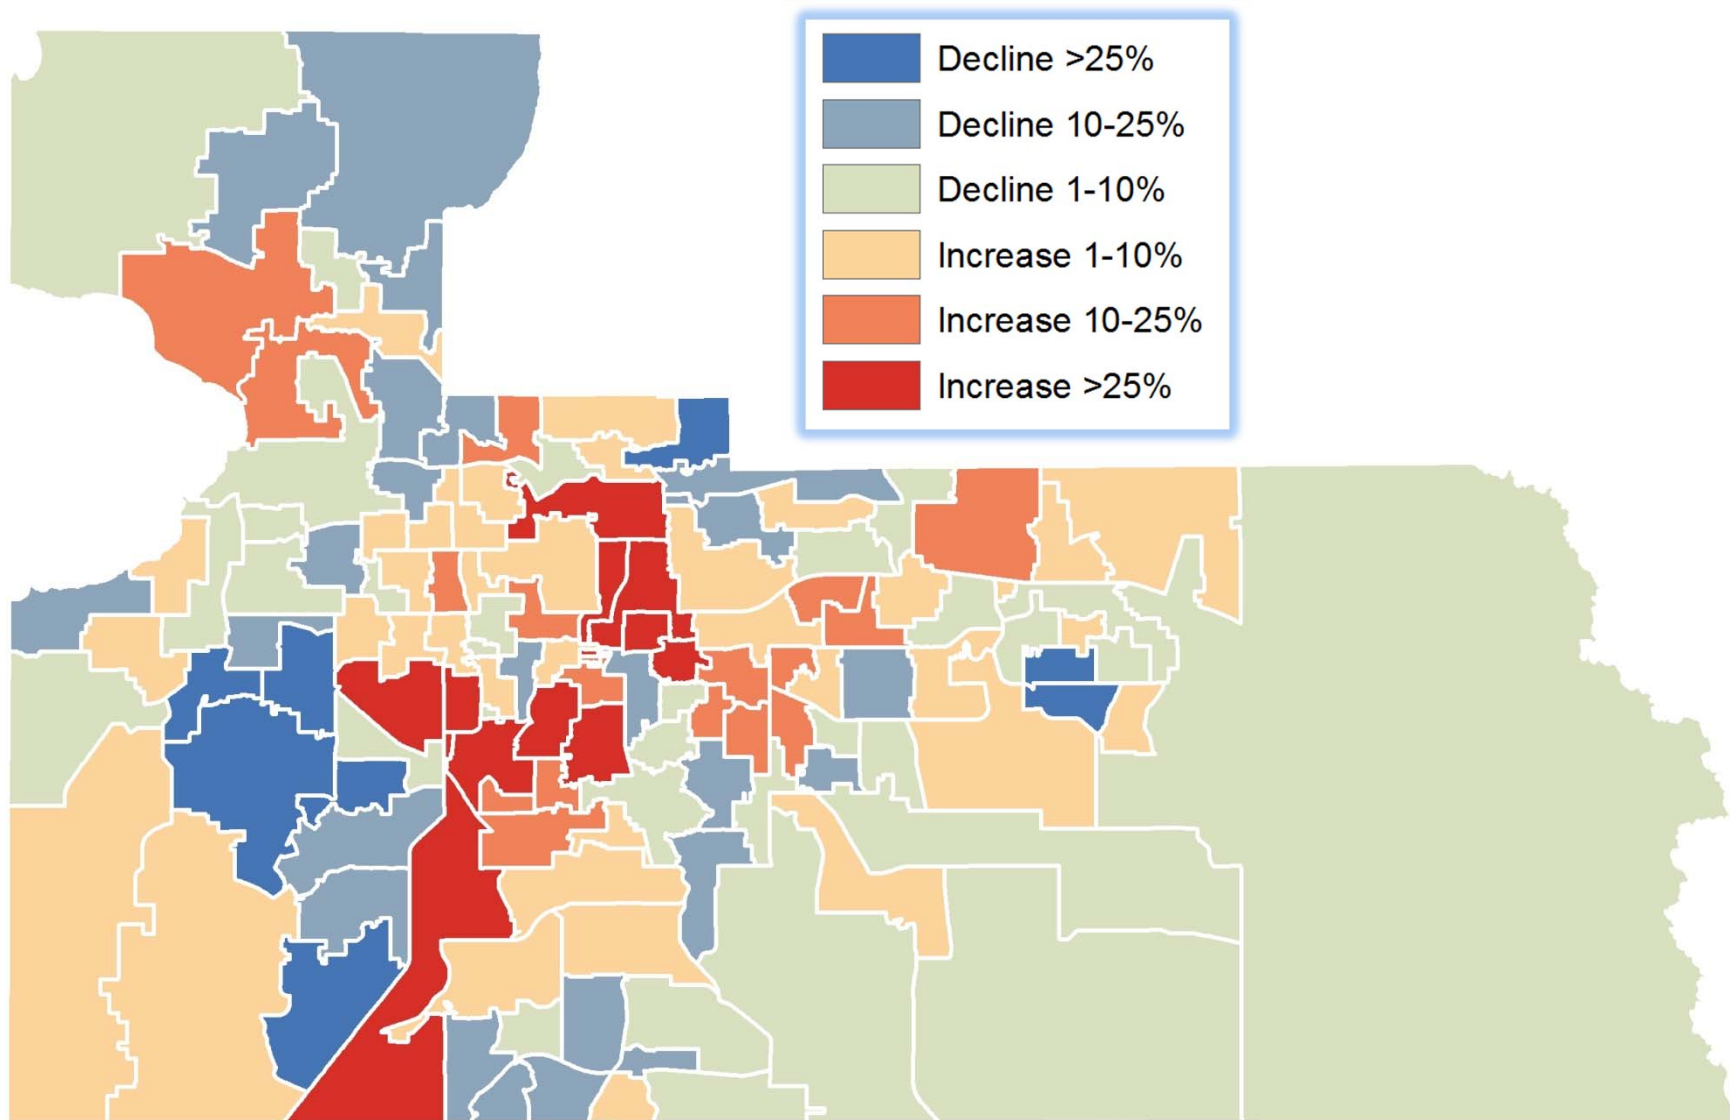 Decline >25%
Decline 10-25%
Decline 1-10%
Increase 1-10%
Increase 10-25%
Increase >25%